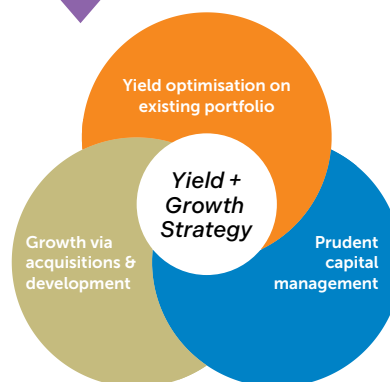 Yield optimisation on
existing portfolio
Yield +
Growth
Strategy
Growth via
acquisitions &
development
Prudent
capital
management